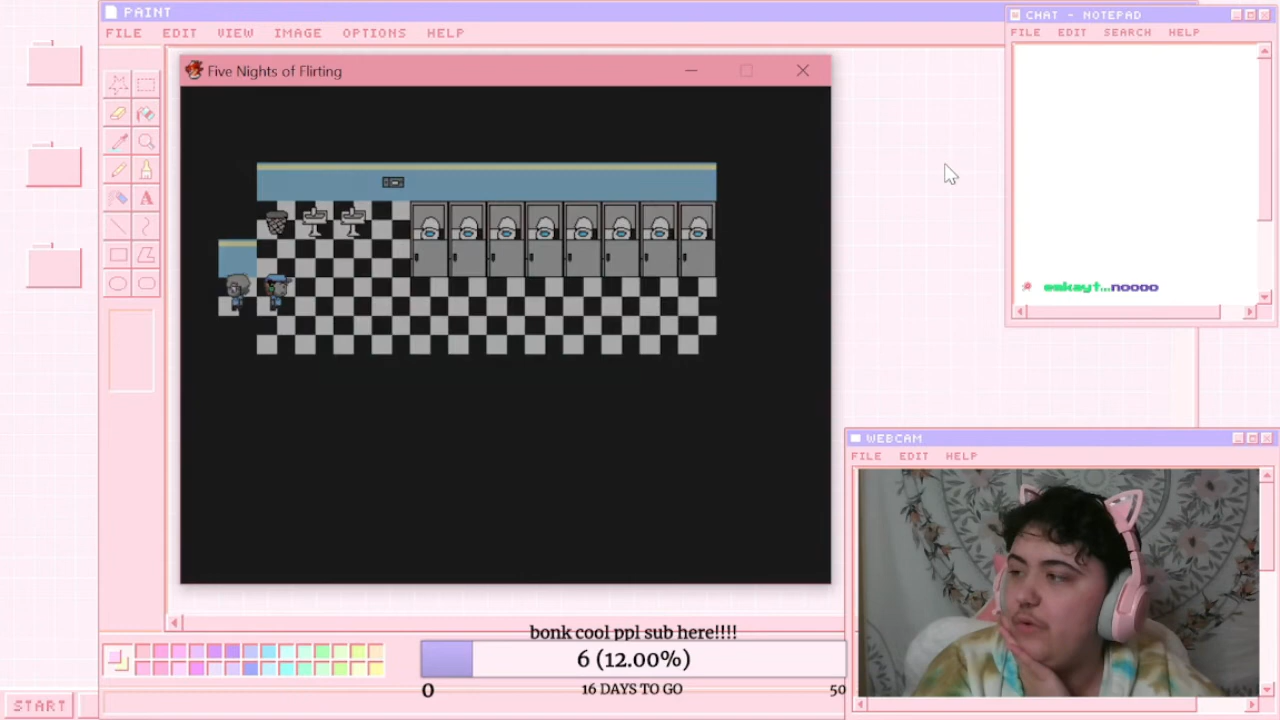 PAINT
FILE EDIT VIEW IMAGE OPTIONS HELP
Five Nights of Flirting
CHAT - NOTEPAD
FILE EDIT SEARCH HELP
noooo
WEBCAM
FILE EDIT HELP
A
bonk cool ppl sub here!!!!
6 (12.00%)
0 16 DAYS TO GO 50
START